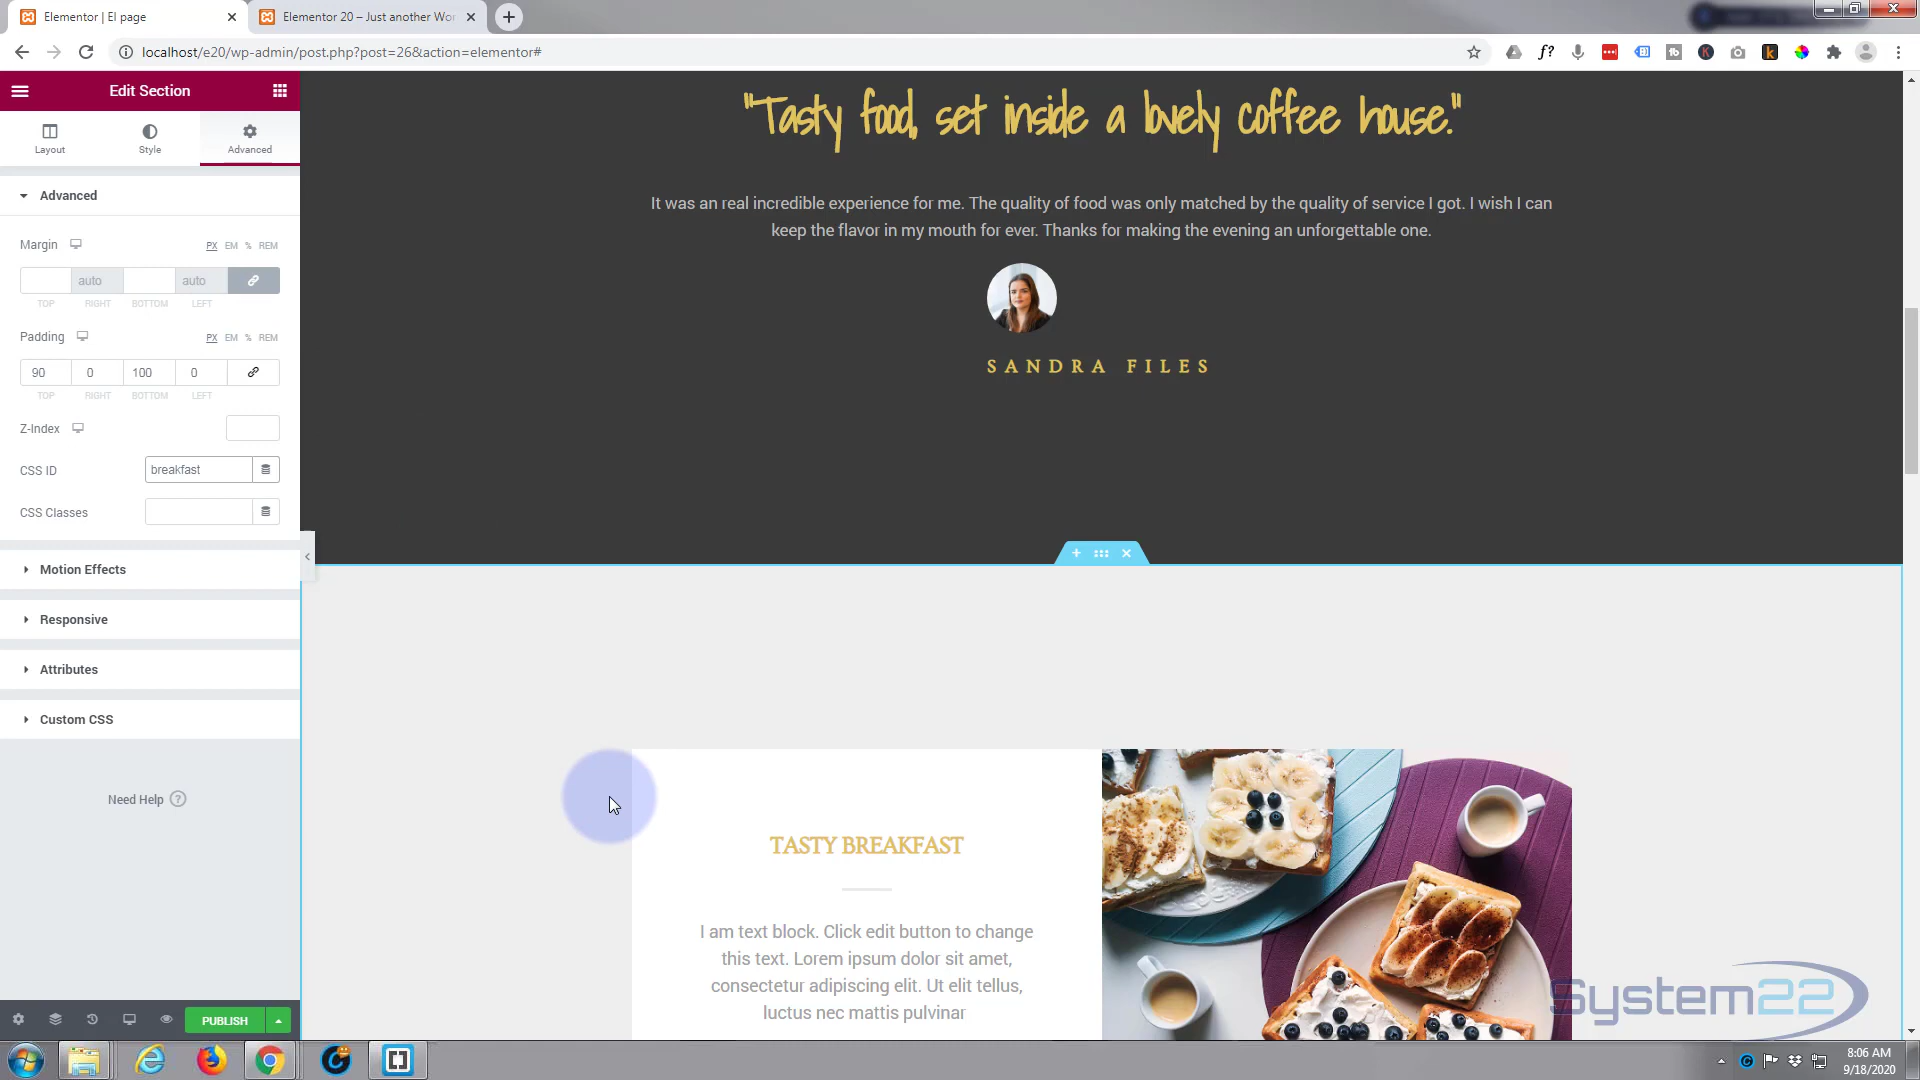 Elementor | El page
Elementor 20 – Just another Wor
localhost/e20/wp-admin/post.php?post=26&action=elementor#
Edit Section
Layout
Style
Advanced
Advanced
Margin
PX EM % REM
auto
auto
TOP RIGHT BOTTOM LEFT
Padding
PX EM % REM
90
0
100
0
TOP RIGHT BOTTOM LEFT
Z-Index
CSS ID
breakfast
CSS Classes
Motion Effects
Responsive
Attributes
Custom CSS
Need Help
PUBLISH
"Tasty food, set inside a lovely coffee house."
It was an real incredible experience for me. The quality of food was only matched by the quality of service I got. I wish I can
keep the flavor in my mouth for ever. Thanks for making the evening an unforgettable one.
SANDRA FILES
TASTY BREAKFAST
I am text block. Click edit button to change
this text. Lorem ipsum dolor sit amet,
consectetur adipiscing elit. Ut elit tellus,
luctus nec mattis pulvinar
System22
8:06 AM
9/18/2020